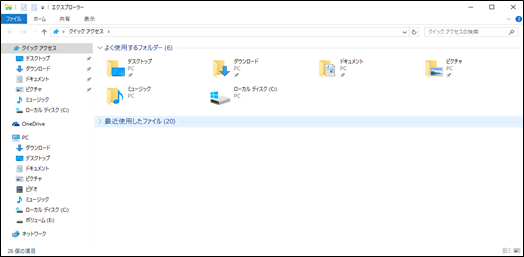 エクスプローラー
ファイル ホーム 共有 表示
クイック アクセス
クイック アクセスの検索
クイック アクセス
デスクトップ
ダウンロード
ドキュメント
ピクチャ
ミュージック
ローカル ディスク (C:)
OneDrive
PC
ダウンロード
デスクトップ
ドキュメント
ピクチャ
ビデオ
ミュージック
ローカル ディスク (C:)
ボリューム (E:)
ネットワーク
よく使用するフォルダー (6)
デスクトップ
PC
ダウンロード
PC
ドキュメント
PC
ピクチャ
PC
ミュージック
PC
ローカル ディスク (C:)
PC
最近使用したファイル (20)
26 個の項目